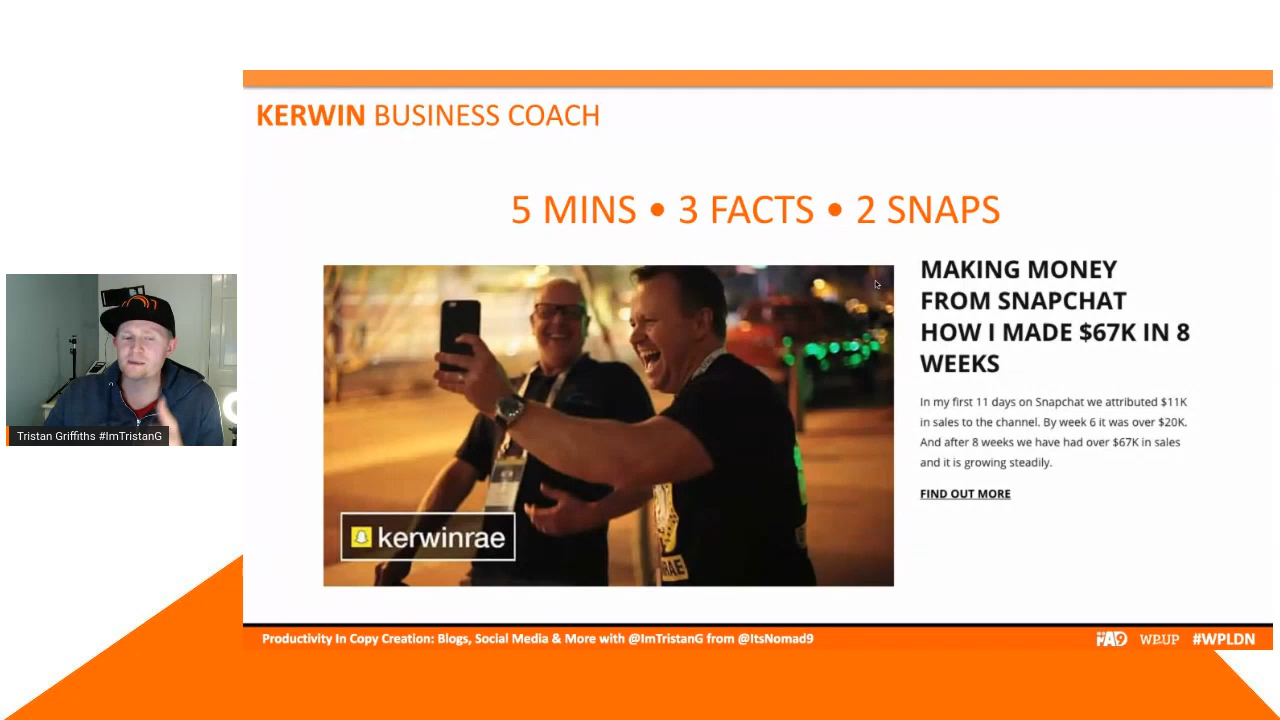 KERWIN BUSINESS COACH
5 MINS • 3 FACTS • 2 SNAPS
MAKING MONEY
FROM SNAPCHAT
HOW I MADE $67K IN 8
WEEKS
In my first 11 days on Snapchat we attributed $11K
in sales to the channel. By week 6 it was over $20K.
And after 8 weeks we have had over $67K in sales
and it is growing steadily.
FIND OUT MORE
kerwinrae
Tristan Griffiths #ImTristanG
Productivity In Copy Creation: Blogs, Social Media & More with @ImTristanG from @ItsNomad9
WP&UP
#WPLDN